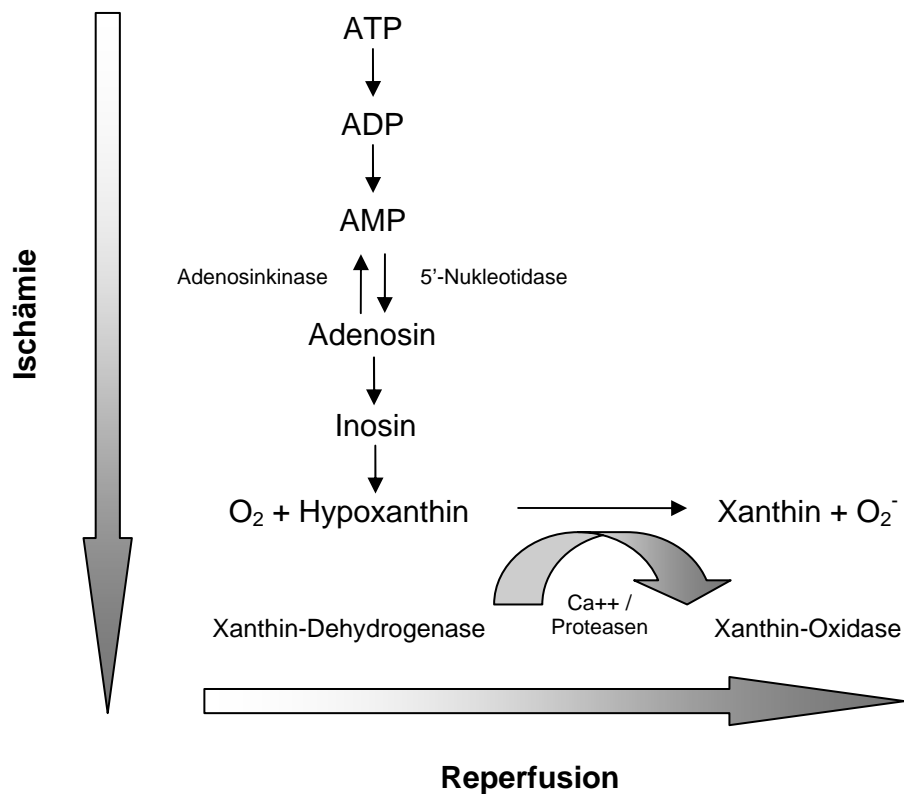 ATP
ADP
AMP
Adenosinkinase 5'-Nukleotidase
Adenosin
Inosin
O₂ + Hypoxanthin Xanthin + O₂⁻
Ca++ /
Proteasen
Xanthin-Dehydrogenase Xanthin-Oxidase
Ischämie
Reperfusion